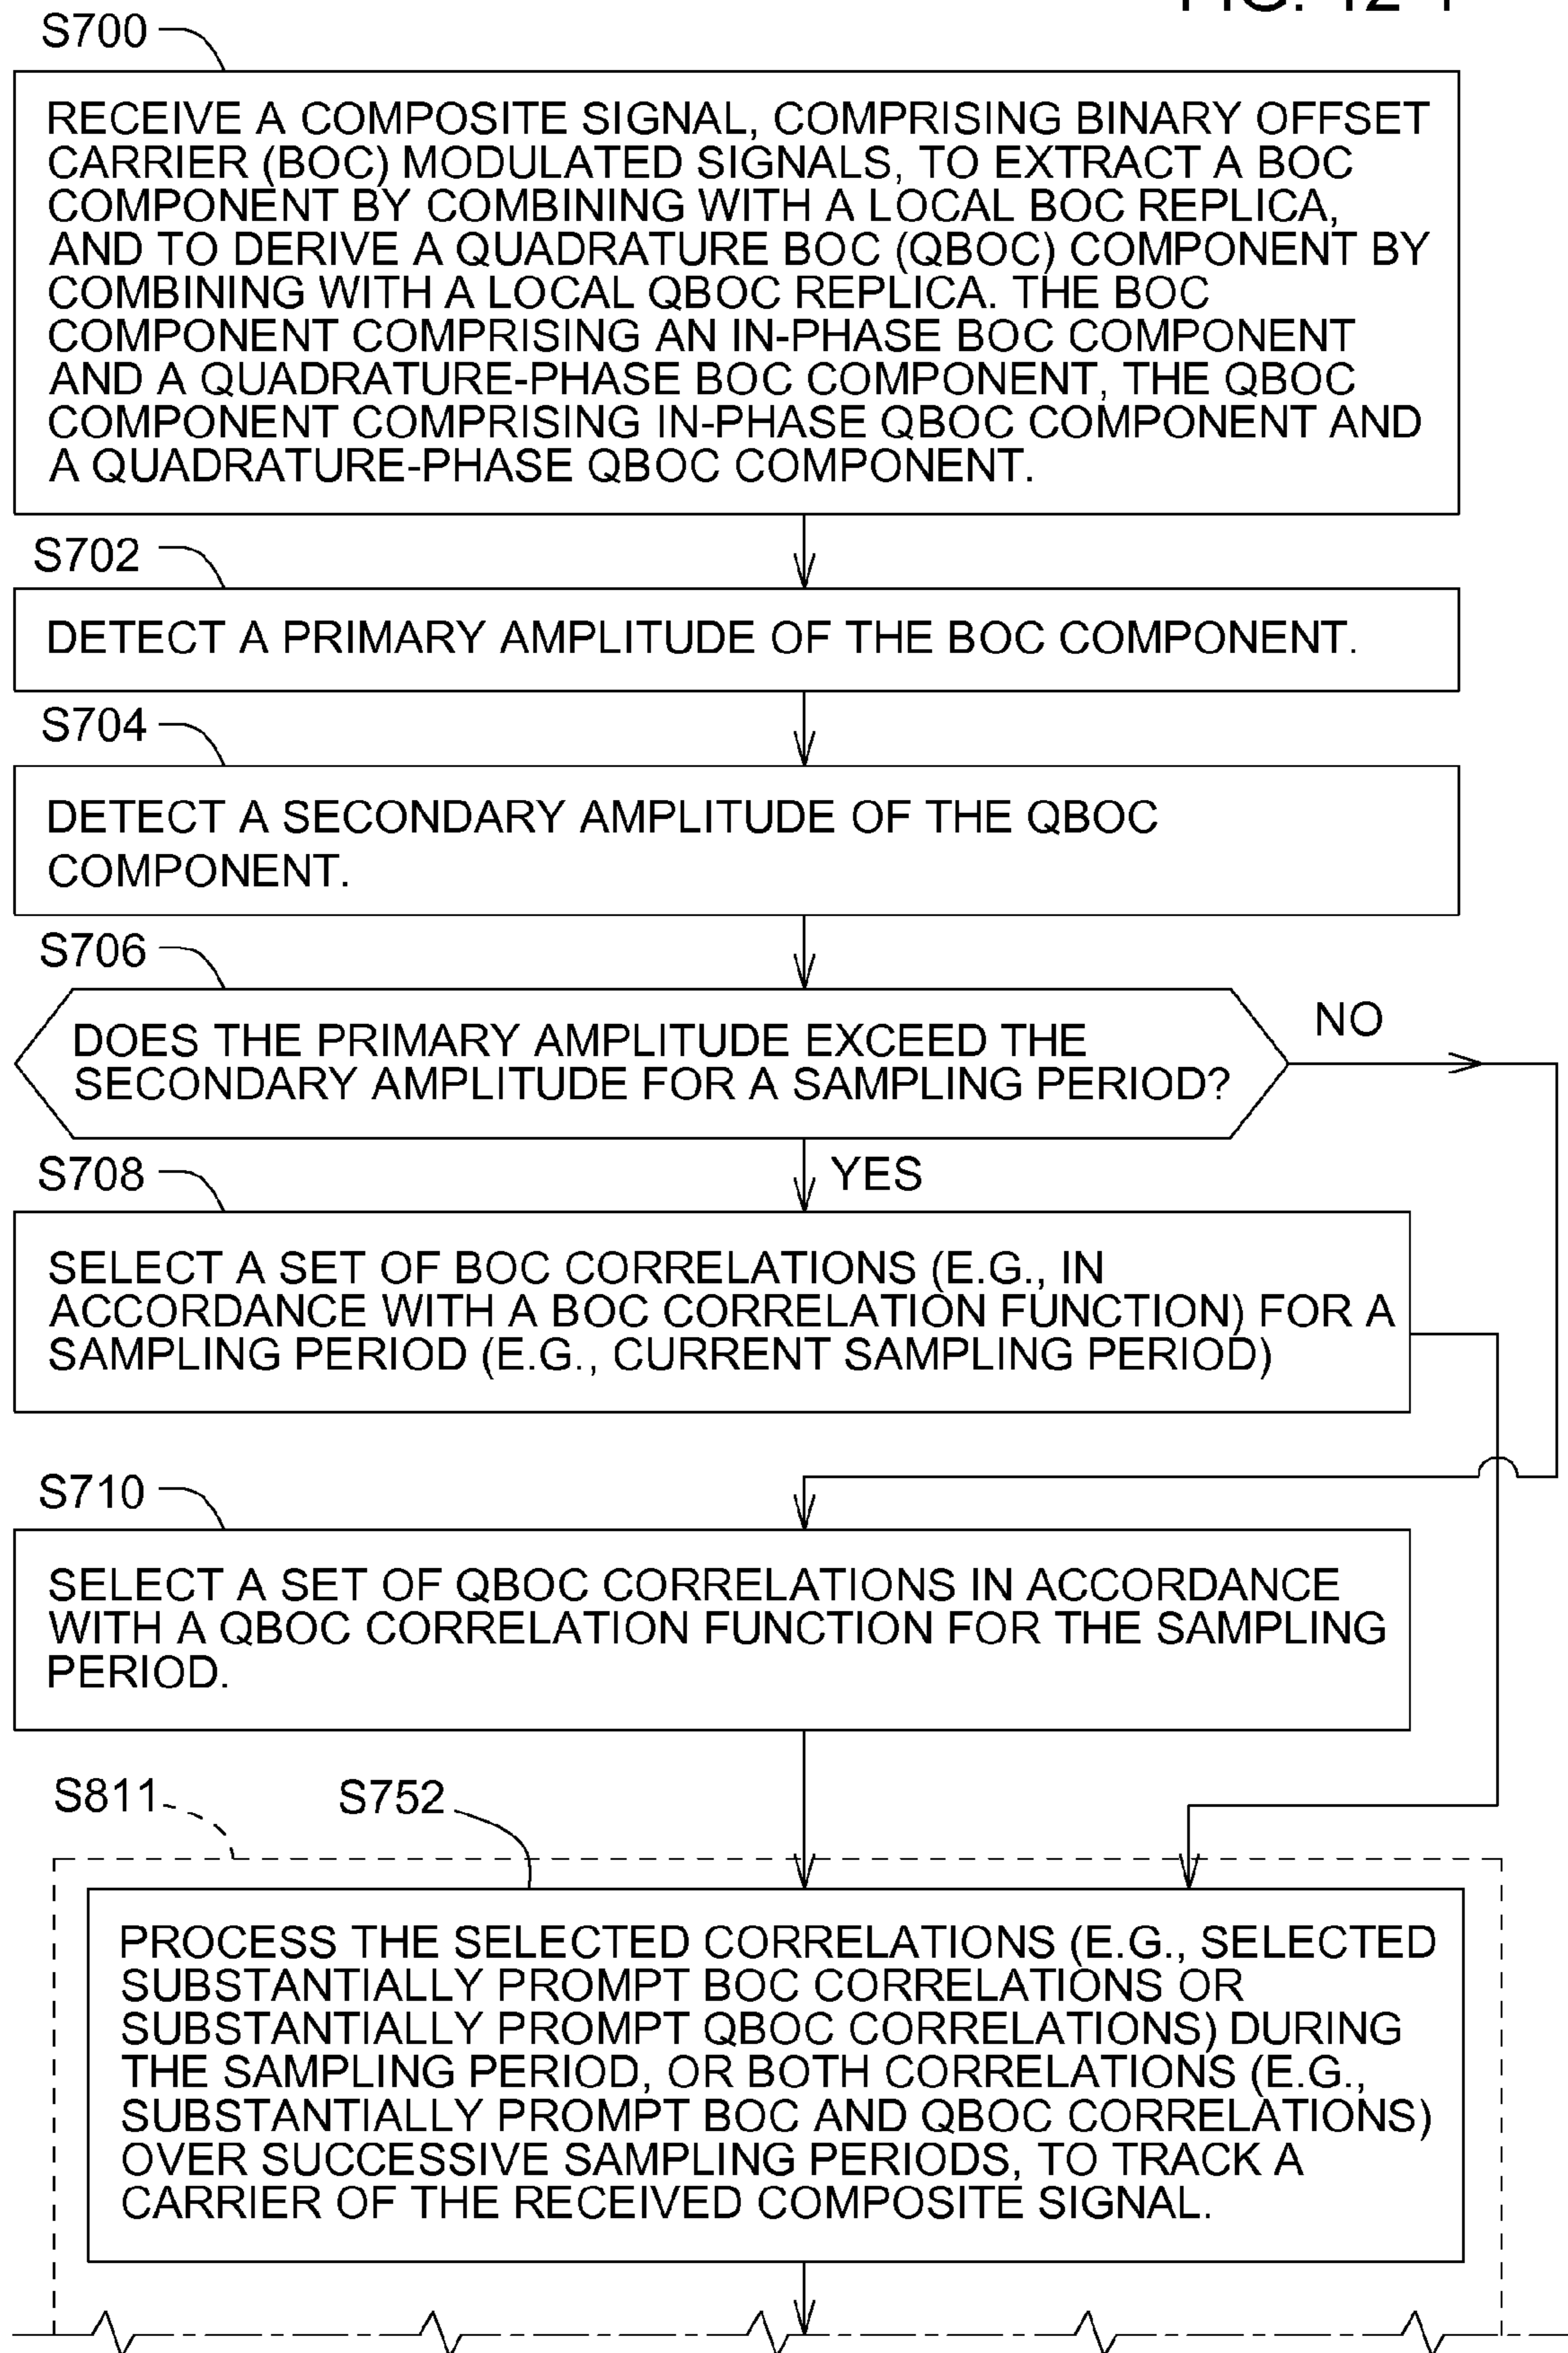 S700
RECEIVE A COMPOSITE SIGNAL, COMPRISING BINARY OFFSET
CARRIER (BOC) MODULATED SIGNALS, TO EXTRACT A BOC
COMPONENT BY COMBINING WITH A LOCAL BOC REPLICA,
AND TO DERIVE A QUADRATURE BOC (QBOC) COMPONENT BY
COMBINING WITH A LOCAL QBOC REPLICA. THE BOC
COMPONENT COMPRISING AN IN-PHASE BOC COMPONENT
AND A QUADRATURE-PHASE BOC COMPONENT, THE QBOC
COMPONENT COMPRISING IN-PHASE QBOC COMPONENT AND
A QUADRATURE-PHASE QBOC COMPONENT.
S702
DETECT A PRIMARY AMPLITUDE OF THE BOC COMPONENT.
S704
DETECT A SECONDARY AMPLITUDE OF THE QBOC
COMPONENT.
S706
DOES THE PRIMARY AMPLITUDE EXCEED THE
SECONDARY AMPLITUDE FOR A SAMPLING PERIOD?
NO
YES
S708
SELECT A SET OF BOC CORRELATIONS (E.G., IN
ACCORDANCE WITH A BOC CORRELATION FUNCTION) FOR A
SAMPLING PERIOD (E.G., CURRENT SAMPLING PERIOD)
S710
SELECT A SET OF QBOC CORRELATIONS IN ACCORDANCE
WITH A QBOC CORRELATION FUNCTION FOR THE SAMPLING
PERIOD.
S811
S752
PROCESS THE SELECTED CORRELATIONS (E.G., SELECTED
SUBSTANTIALLY PROMPT BOC CORRELATIONS OR
SUBSTANTIALLY PROMPT QBOC CORRELATIONS) DURING
THE SAMPLING PERIOD, OR BOTH CORRELATIONS (E.G.,
SUBSTANTIALLY PROMPT BOC AND QBOC CORRELATIONS)
OVER SUCCESSIVE SAMPLING PERIODS, TO TRACK A
CARRIER OF THE RECEIVED COMPOSITE SIGNAL.